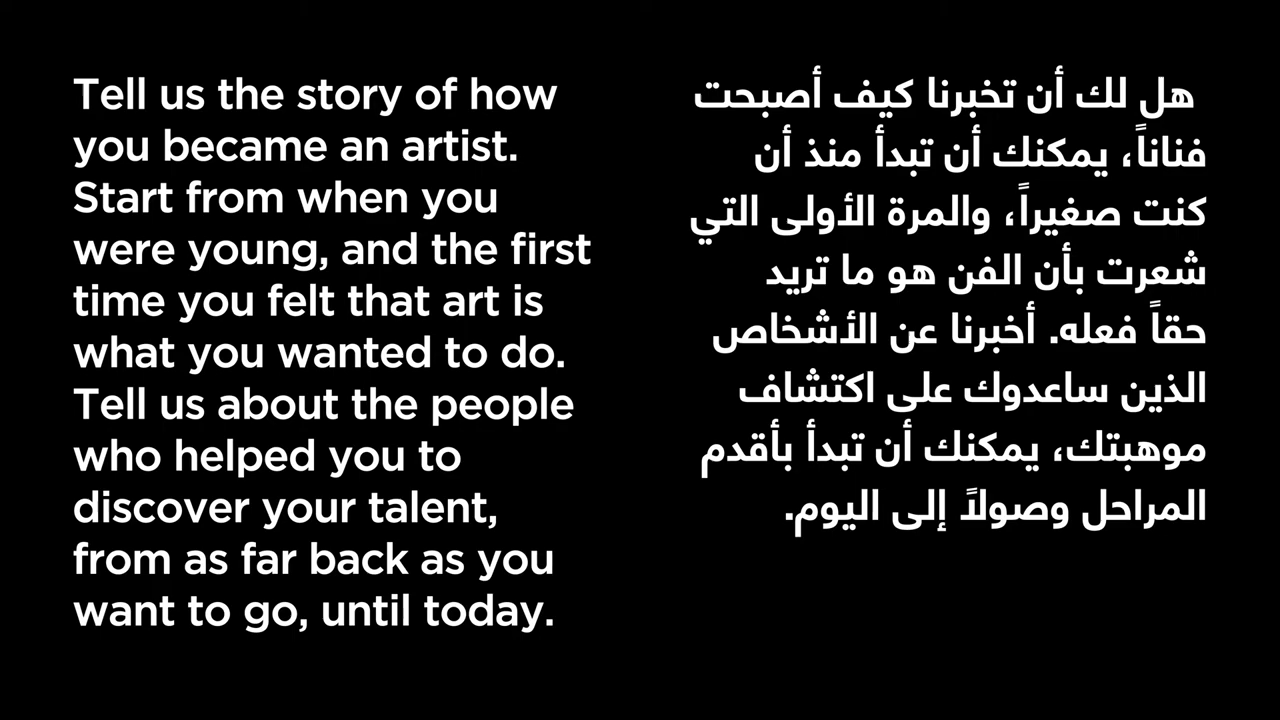 Tell us the story of how
you became an artist.
Start from when you
were young, and the first
time you felt that art is
what you wanted to do.
Tell us about the people
who helped you to
discover your talent,
from as far back as you
want to go, until today.
هل لك أن تخبرنا كيف أصبحت
فناناً، يمكنك أن تبدأ منذ أن
كنت صغيراً، والمرة الأولى التي
شعرت بأن الفن هو ما تريد
حقاً فعله. أخبرنا عن الأشخاص
الذين ساعدوك على اكتشاف
موهبتك، يمكنك أن تبدأ بأقدم
المراحل وصولاً إلى اليوم.